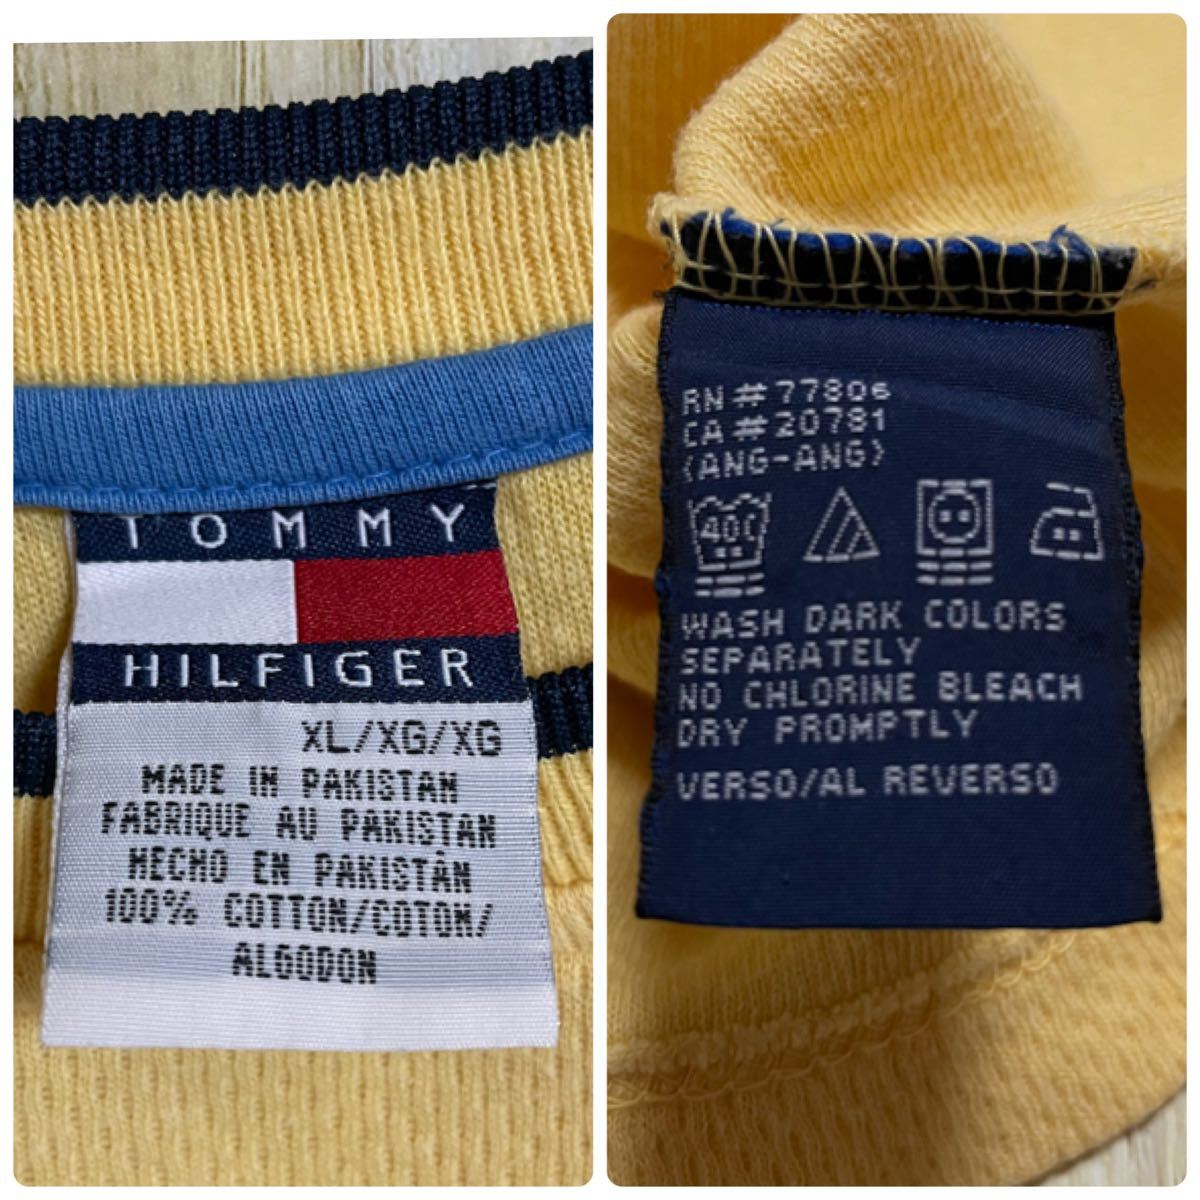 TOMMY
HILFIGER
XL/XG/XG
MADE IN PAKISTAN
FABRIQUE AU PAKISTAN
HECHO EN PAKISTÁN
100% COTTON/COTON/
ALGODON
RN # 77806
CA # 20781
(ANG-ANG)
40C
WASH DARK COLORS
SEPARATELY
NO CHLORINE BLEACH
DRY PROMPTLY
VERSO/AL REVERSO